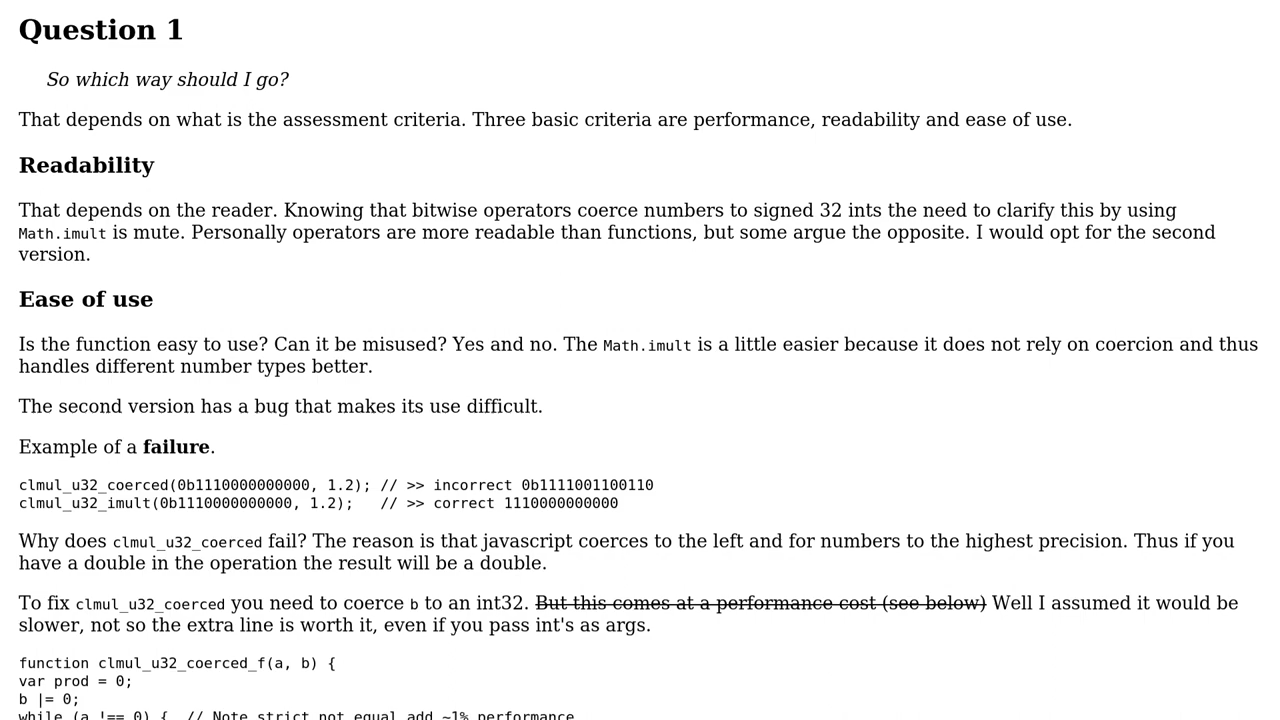 Question 1
So which way should I go?
That depends on what is the assessment criteria. Three basic criteria are performance, readability and ease of use.
Readability
That depends on the reader. Knowing that bitwise operators coerce numbers to signed 32 ints the need to clarify this by using
Math.imult is mute. Personally operators are more readable than functions, but some argue the opposite. I would opt for the second
version.
Ease of use
Is the function easy to use? Can it be misused? Yes and no. The Math.imult is a little easier because it does not rely on coercion and thus
handles different number types better.
The second version has a bug that makes its use difficult.
Example of a failure.
clmul_u32_coerced(0b1110000000000, 1.2); // >> incorrect 0b1111001100110
clmul_u32_imult(0b1110000000000, 1.2);   // >> correct 1110000000000
Why does clmul_u32_coerced fail? The reason is that javascript coerces to the left and for numbers to the highest precision. Thus if you
have a double in the operation the result will be a double.
To fix clmul_u32_coerced you need to coerce b to an int32. But this comes at a performance cost (see below) Well I assumed it would be
slower, not so the extra line is worth it, even if you pass int's as args.
function clmul_u32_coerced_f(a, b) {
var prod = 0;
b |= 0;
while (a !== 0) {  // Note strict not equal add ~1% performance